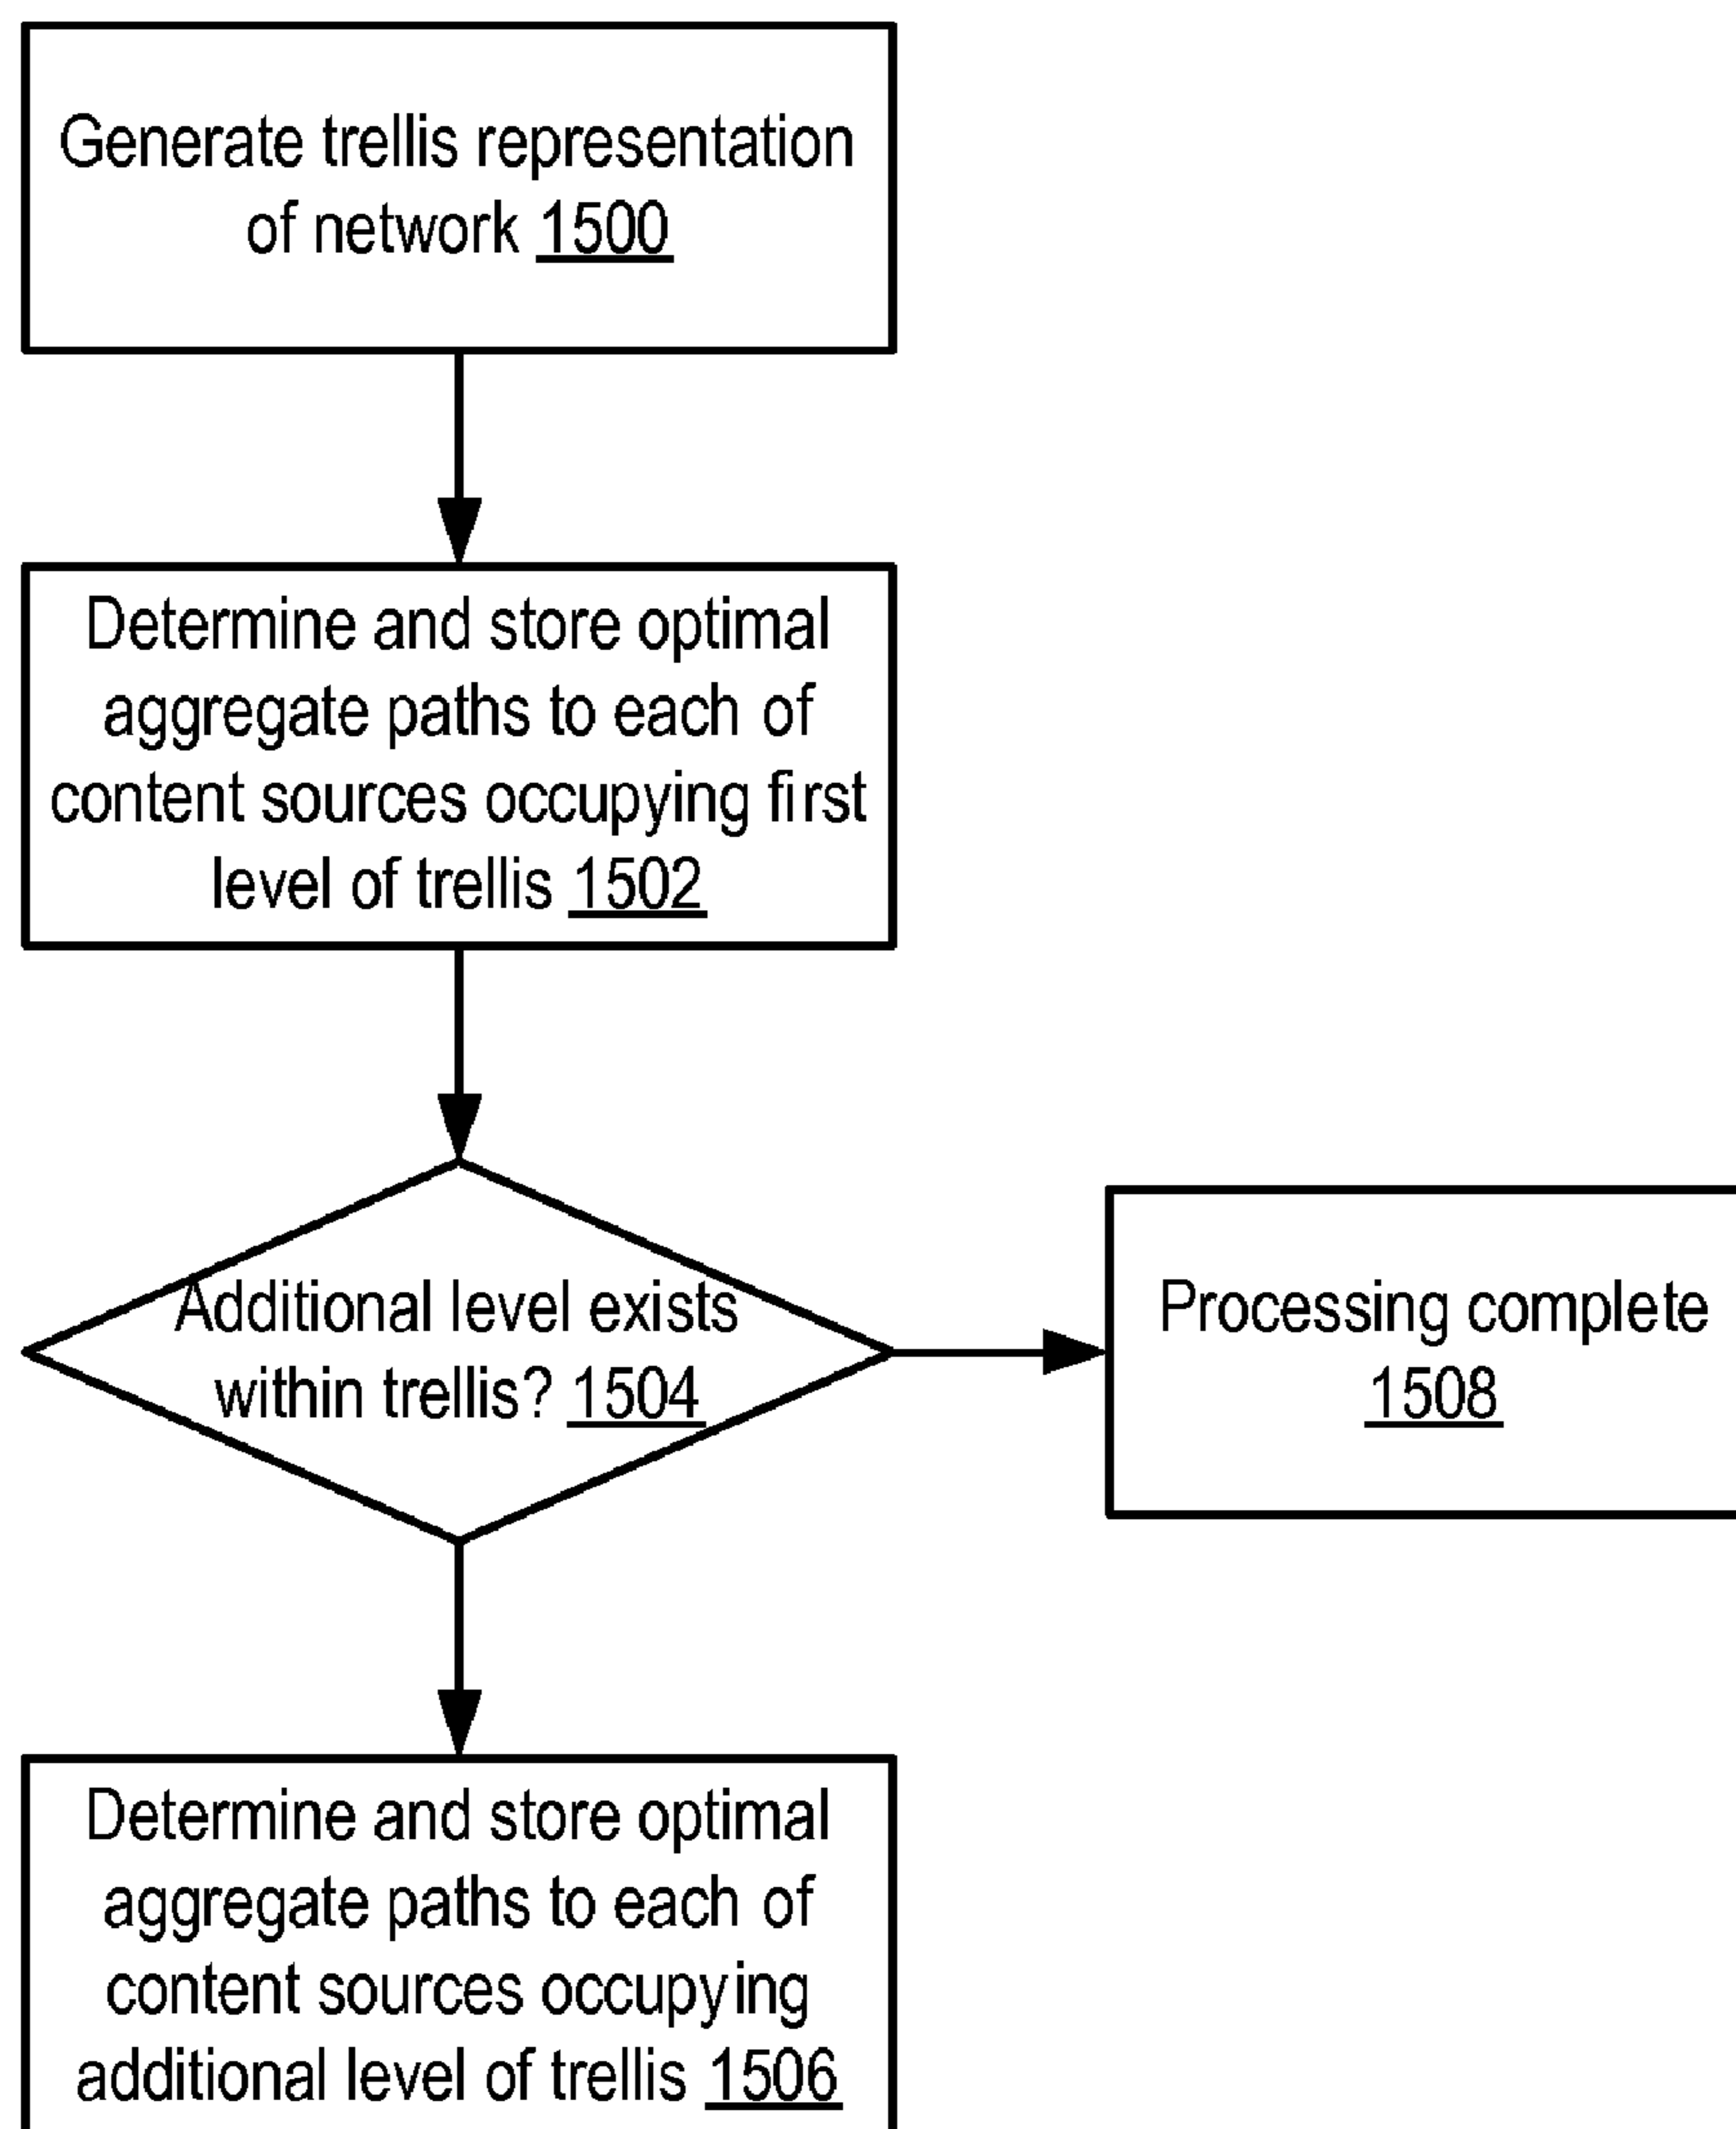 Generate trellis representation
of network 1500
Determine and store optimal
aggregate paths to each of
content sources occupying first
level of trellis 1502
Additional level exists
within trellis? 1504
Processing complete
1508
Determine and store optimal
aggregate paths to each of
content sources occupying
additional level of trellis 1506